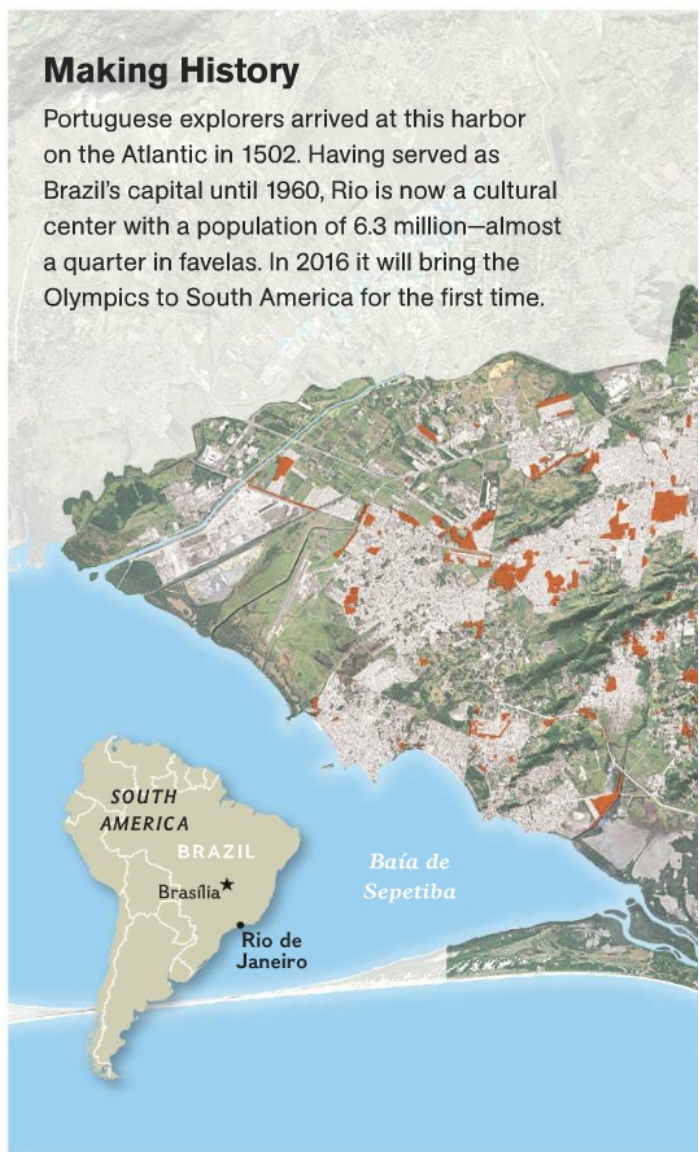 Making History
Portuguese explorers arrived at this harbor
on the Atlantic in 1502. Having served as
Brazil’s capital until 1960, Rio is now a cultural
center with a population of 6.3 million—almost
a quarter in favelas. In 2016 it will bring the
Olympics to South America for the first time.
SOUTH
AMERICA
BRAZIL
Brasília
Rio de
Janeiro
Baía de
Sepetiba